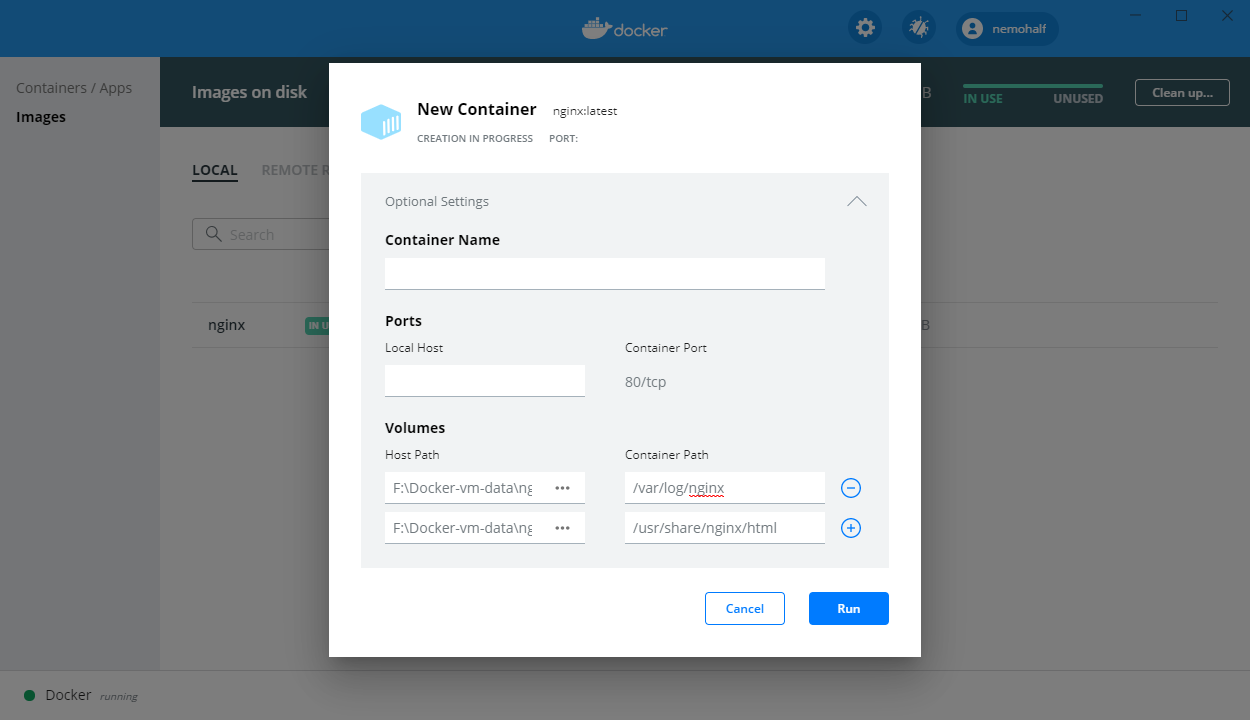 docker
nemohalf
Containers / Apps
Images
Images on disk
B
IN USE
UNUSED
Clean up...
New Container
nginx:latest
CREATION IN PROGRESS
PORT:
LOCAL
REMOTE R
Search
nginx
IN U
B
Optional Settings
Container Name
Ports
Local Host
Container Port
80/tcp
Volumes
Host Path
Container Path
F:\Docker-vm-data\ng
•••
/var/log/nginx
F:\Docker-vm-data\ng
•••
/usr/share/nginx/html
Cancel
Run
Docker running